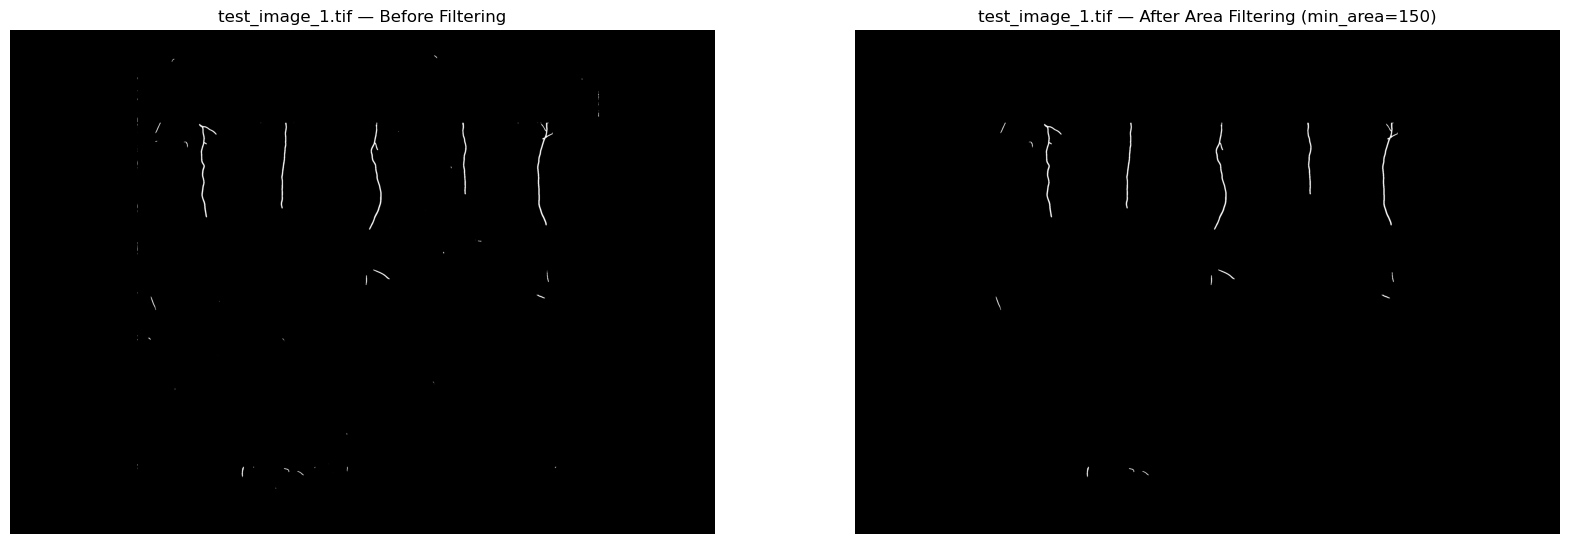 test_image_1.tif — Before Filtering
test_image_1.tif — After Area Filtering (min_area=150)